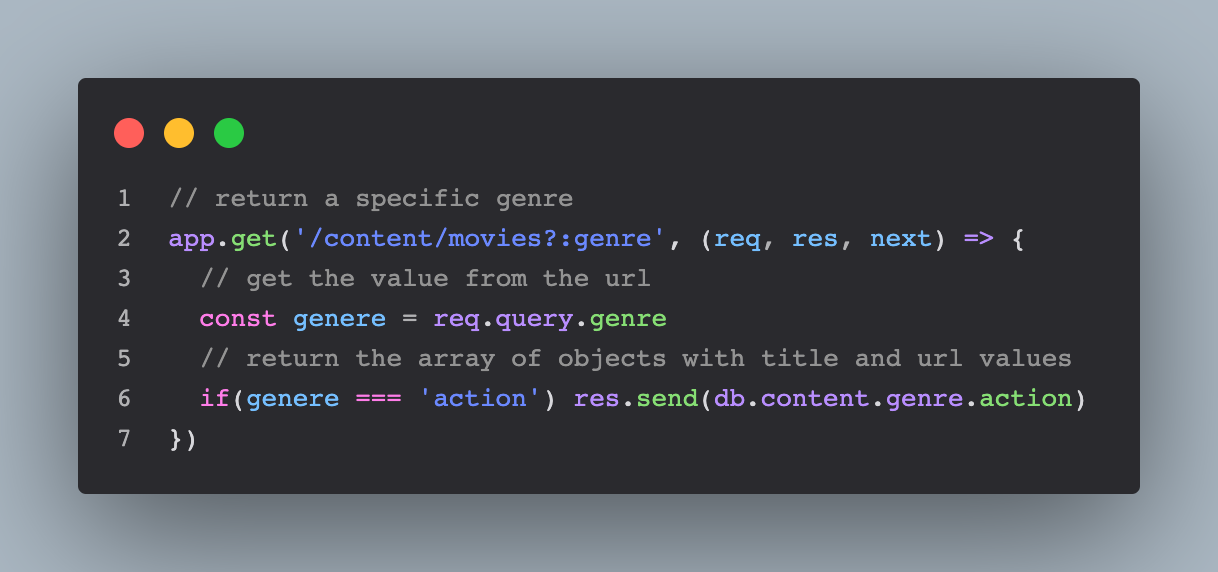 1 // return a specific genre
2 app.get('/content/movies?:genre', (req, res, next) => {
3   // get the value from the url
4   const genere = req.query.genre
5   // return the array of objects with title and url values
6   if(genere === 'action') res.send(db.content.genre.action)
7 })